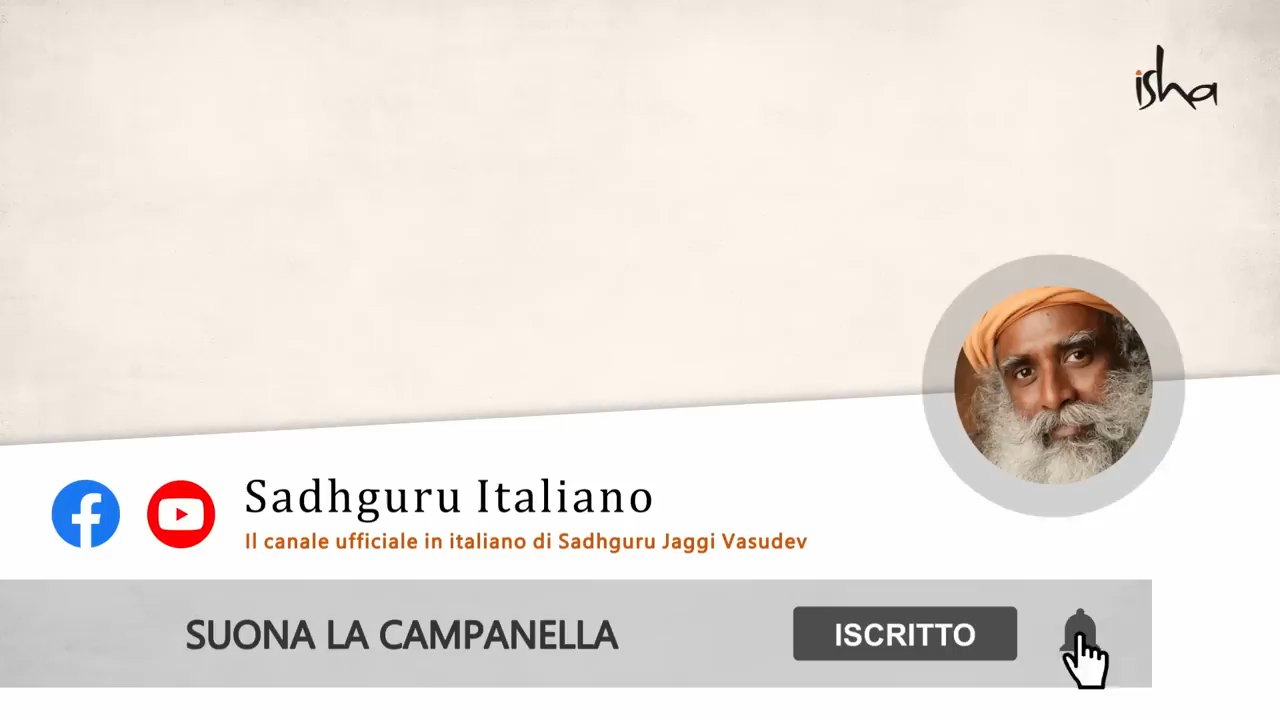 isha
Sadhguru Italiano
Il canale ufficiale in italiano di Sadhguru Jaggi Vasudev
SUONA LA CAMPANELLA
ISCRITTO